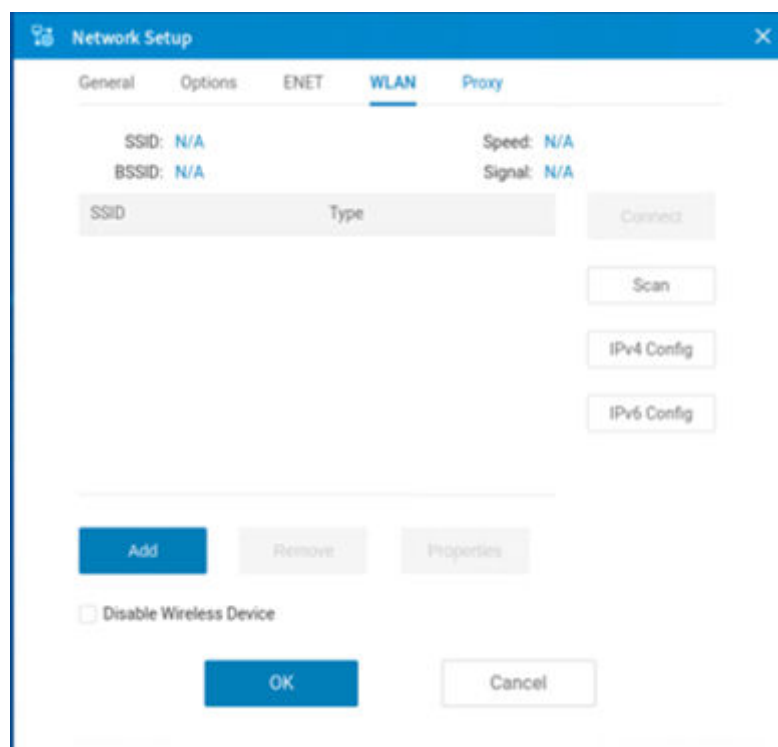 Network Setup
General Options ENET WLAN Proxy
SSID: N/A Speed: N/A
BSSID: N/A Signal: N/A
SSID Type
Connect
Scan
IPv4 Config
IPv6 Config
Add Remove Properties
Disable Wireless Device
OK Cancel